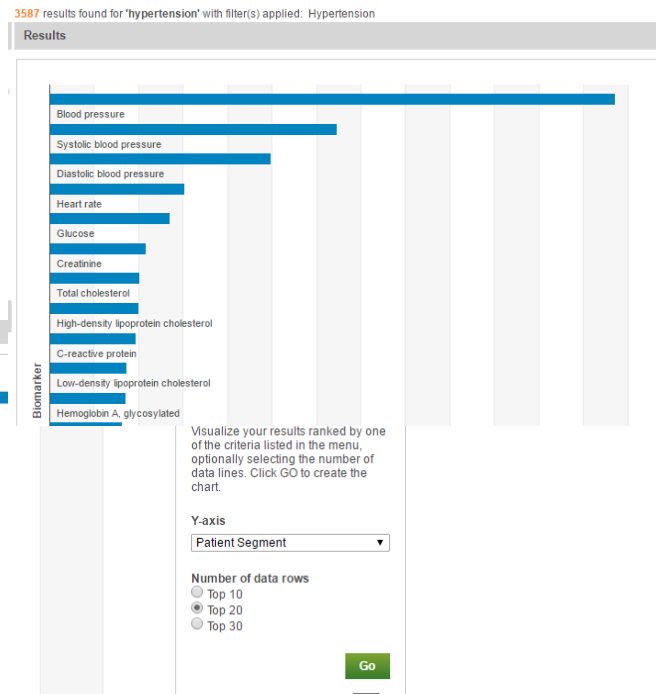 3587 results found for 'hypertension' with filter(s) applied: Hypertension
Results
Blood pressure
Systolic blood pressure
Diastolic blood pressure
Heart rate
Glucose
Creatinine
Total cholesterol
High-density lipoprotein cholesterol
C-reactive protein
Low-density lipoprotein cholesterol
Hemoglobin A, glycosylated
Biomarker
Visualize your results ranked by one
of the criteria listed in the menu,
optionally selecting the number of
data lines. Click GO to create the
chart.
Y-axis
Patient Segment
Number of data rows
Top 10
Top 20
Top 30
Go